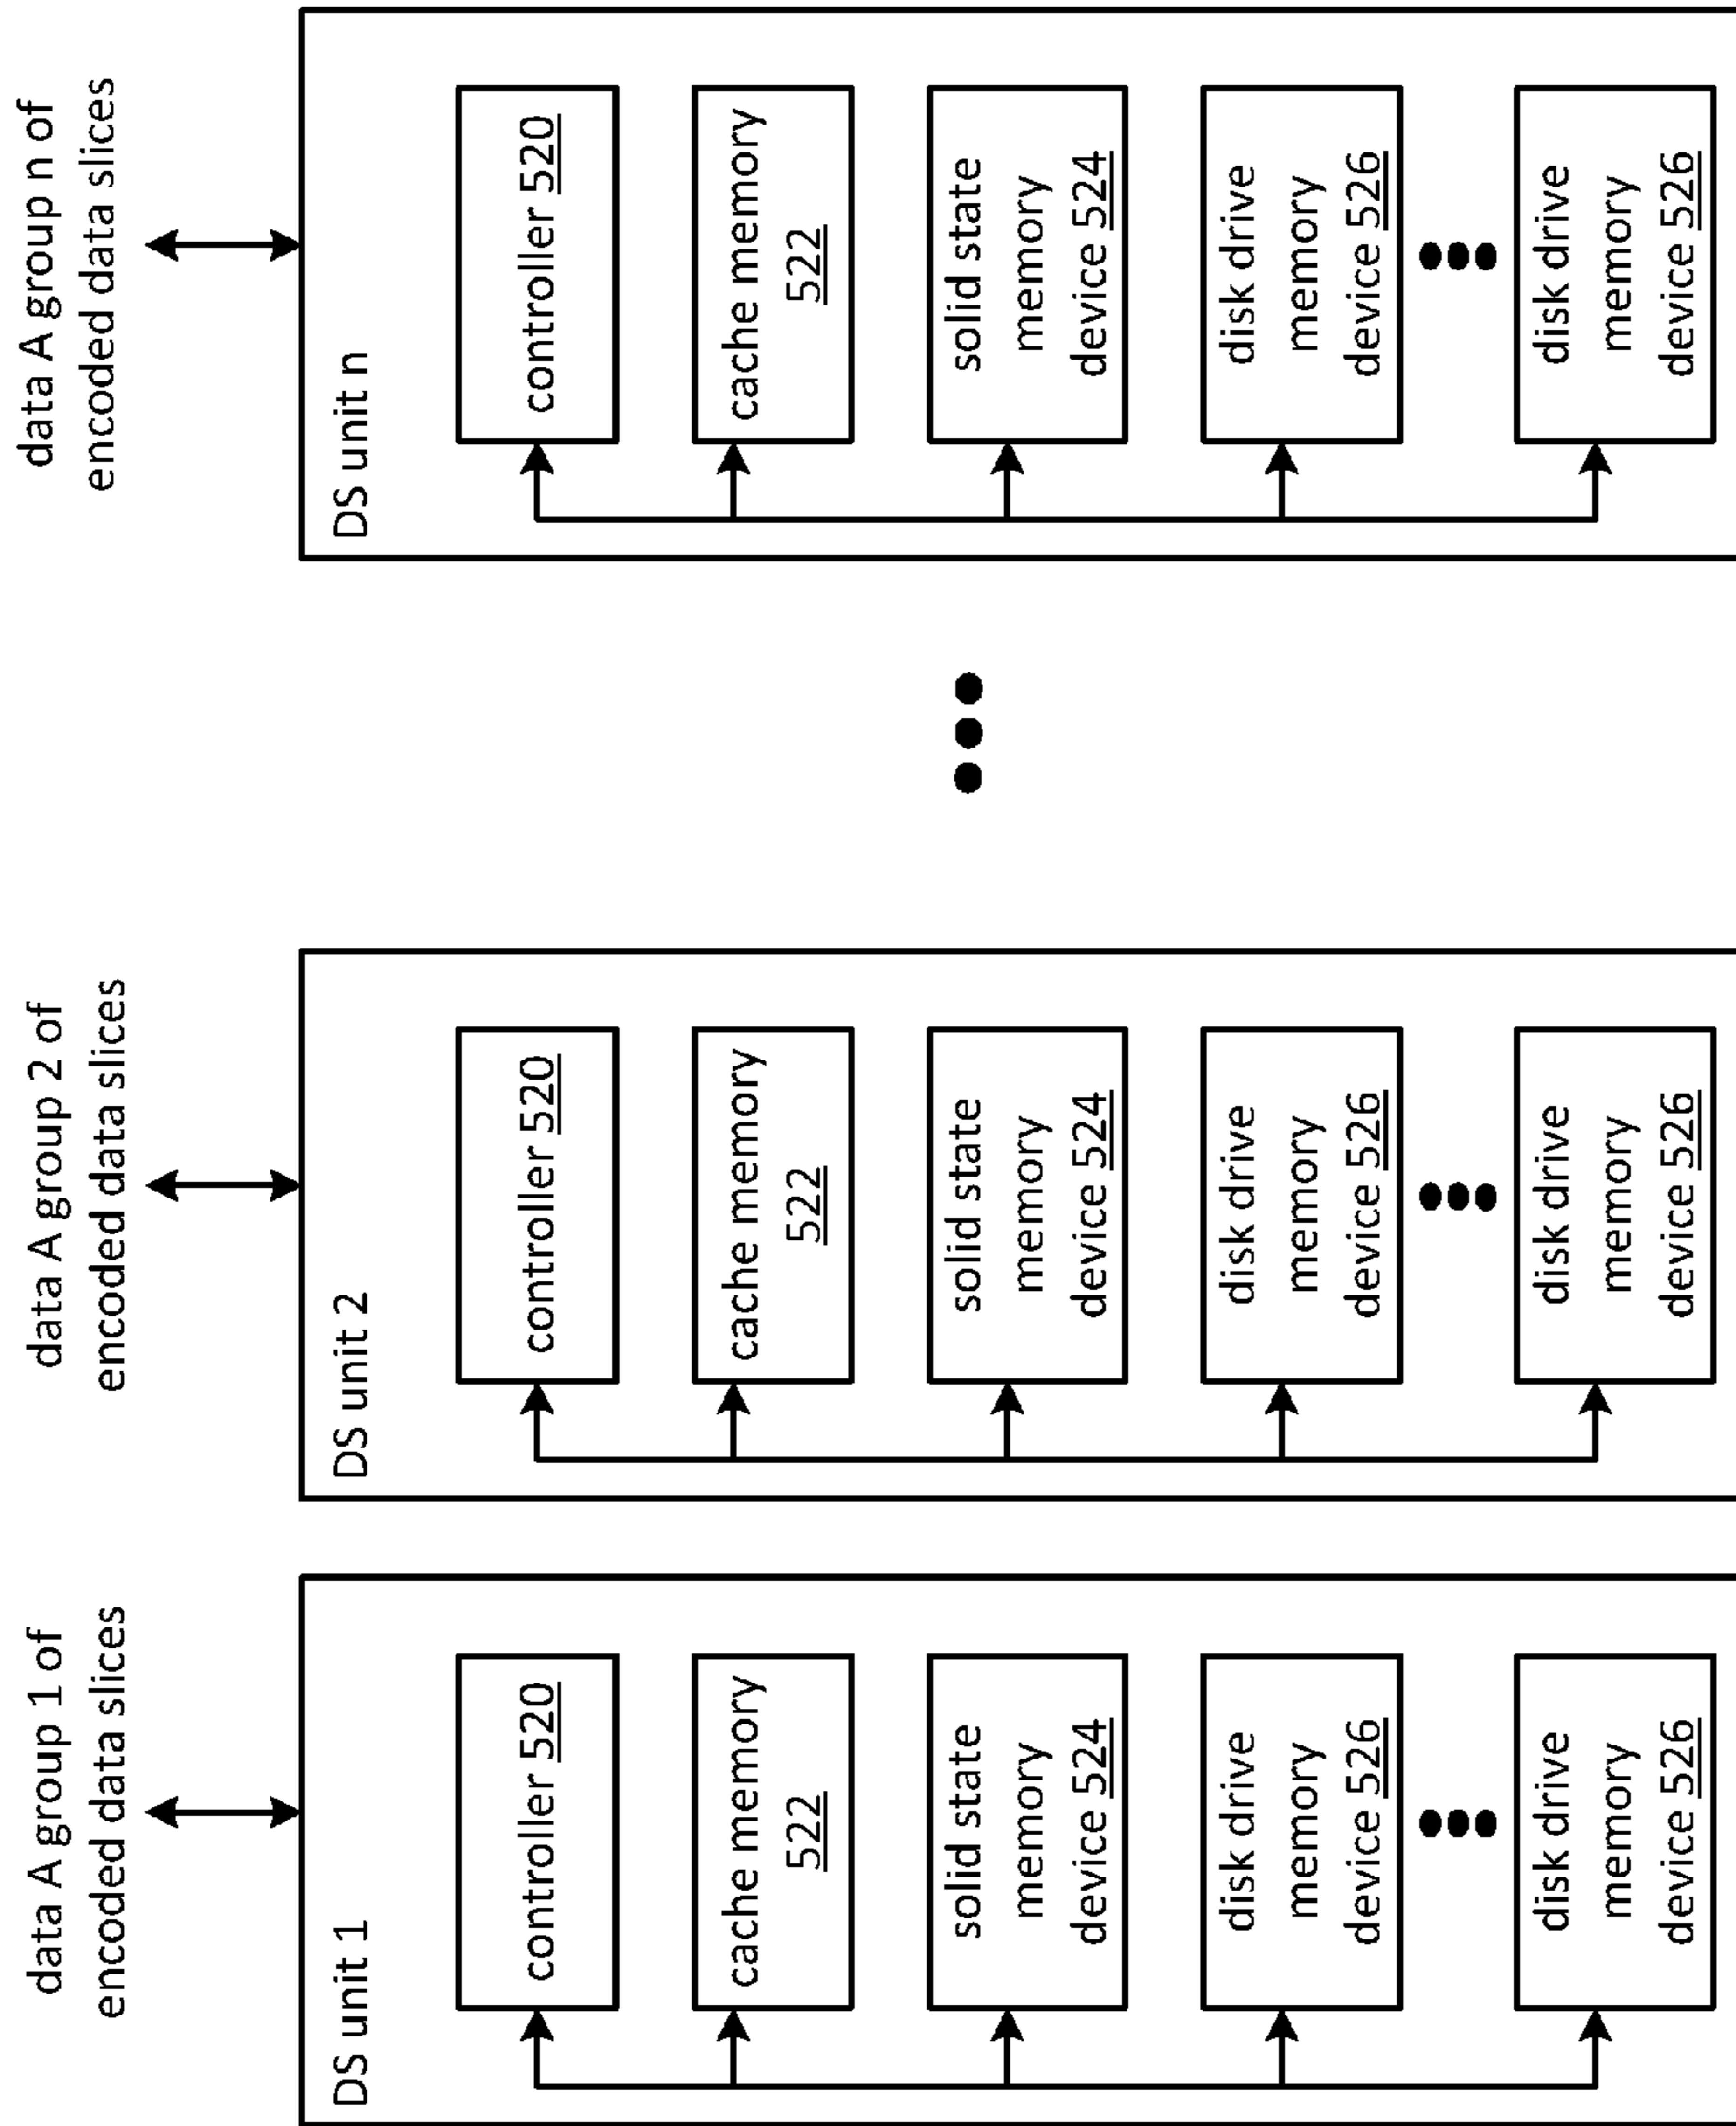 data A group 1 of
encoded data slices
DS unit 1
controller 520
cache memory
522
solid state
memory
device 524
disk drive
memory
device 526
disk drive
memory
device 526
data A group 2 of
encoded data slices
DS unit 2
controller 520
cache memory
522
solid state
memory
device 524
disk drive
memory
device 526
disk drive
memory
device 526
data A group n of
encoded data slices
DS unit n
controller 520
cache memory
522
solid state
memory
device 524
disk drive
memory
device 526
disk drive
memory
device 526